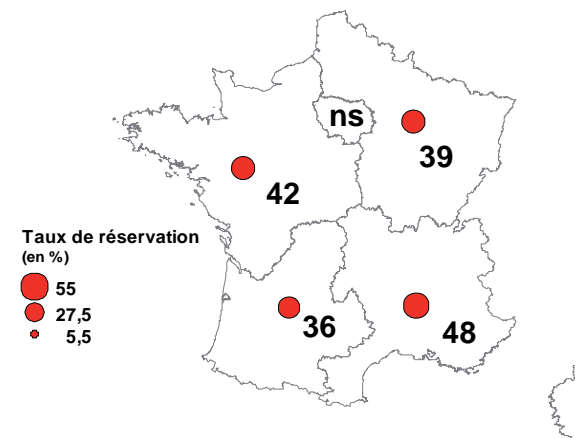 ns
39
42
Taux de réservation
(en %)
55
27,5
5,5
36
48